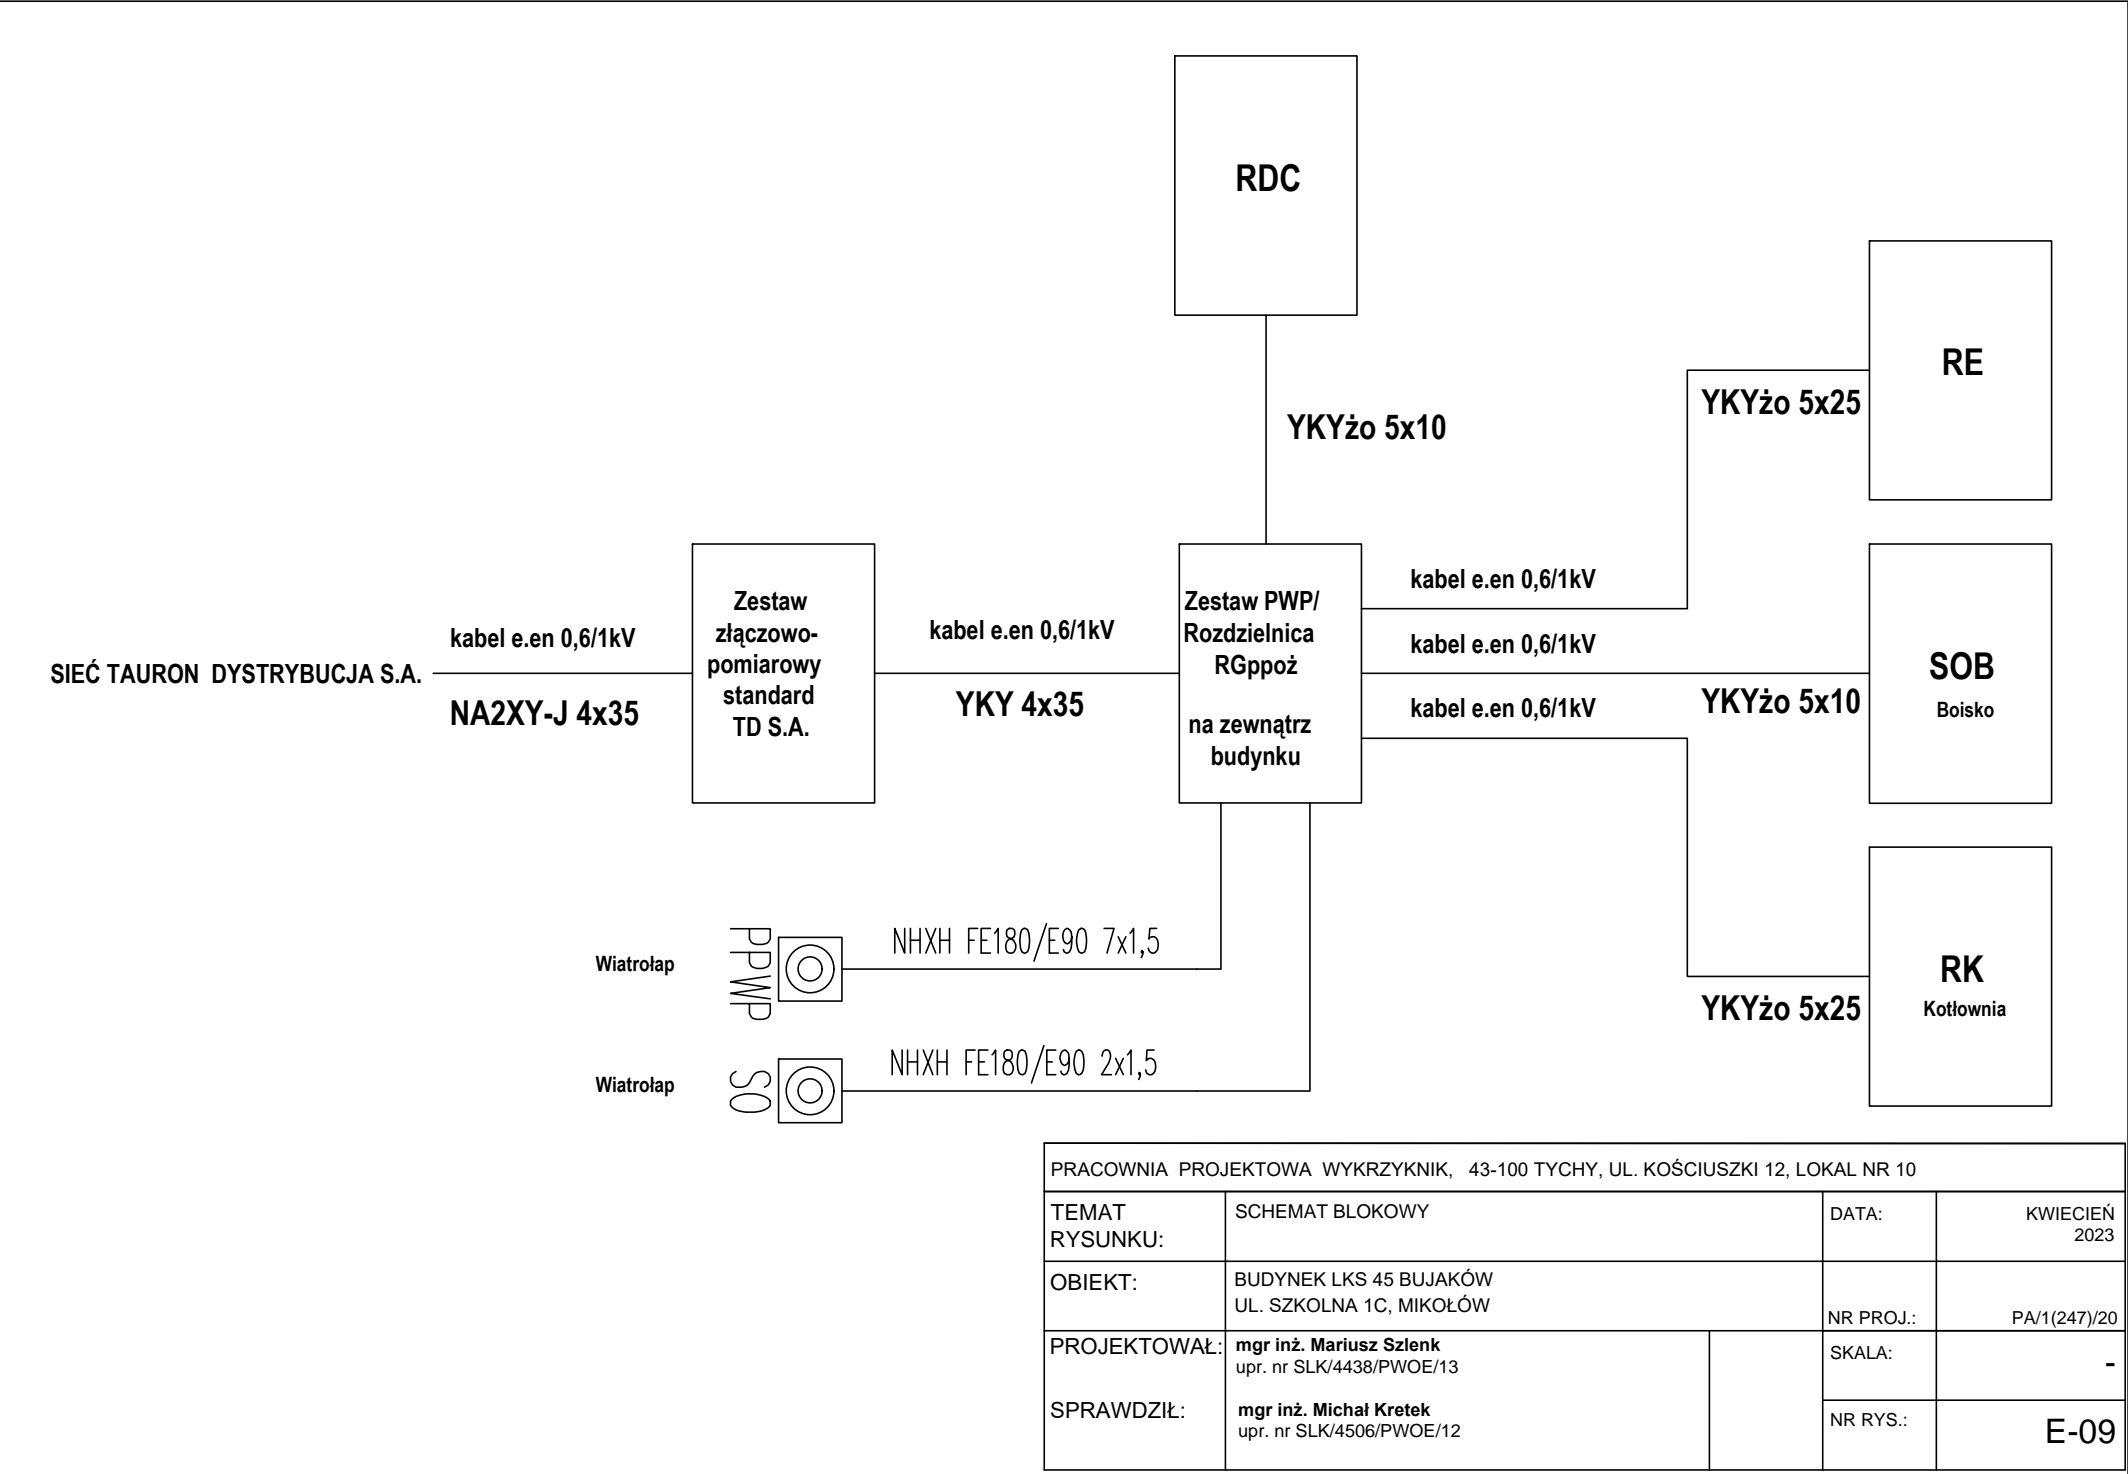 RDC
RE
YKYżo 5x25
YKYżo 5x10
kabel e.en 0,6/1kV
SIEĆ TAURON DYSTRYBUCJA S.A.
kabel e.en 0,6/1kV
NA2XY-J 4x35
Zestaw
złączowo-
pomiarowy
standard
TD S.A.
kabel e.en 0,6/1kV
YKY 4x35
Zestaw PWP/
Rozdzielnica
RGppoż
na zewnątrz
budynku
kabel e.en 0,6/1kV
kabel e.en 0,6/1kV
YKYżo 5x10
SOB
Boisko
RK
Kotłownia
YKYżo 5x25
Wiatrołap
PPWP
NHXH FE180/E90 7x1,5
Wiatrołap
SO
NHXH FE180/E90 2x1,5
PRACOWNIA PROJEKTOWA WYKRZYKNIK, 43-100 TYCHY, UL. KOŚCIUSZKI 12, LOKAL NR 10
TEMAT
RYSUNKU:
SCHEMAT BLOKOWY
DATA:
KWIECIEŃ
2023
OBIEKT:
BUDYNEK LKS 45 BUJAKÓW
UL. SZKOLNA 1C, MIKOŁÓW
NR PROJ.:
PA/1(247)/20
PROJEKTOWAŁ:
mgr inż. Mariusz Szlenk
upr. nr SLK/4438/PWOE/13
SKALA:
-
SPRAWDZIŁ:
mgr inż. Michał Kretek
upr. nr SLK/4506/PWOE/12
NR RYS.:
E-09